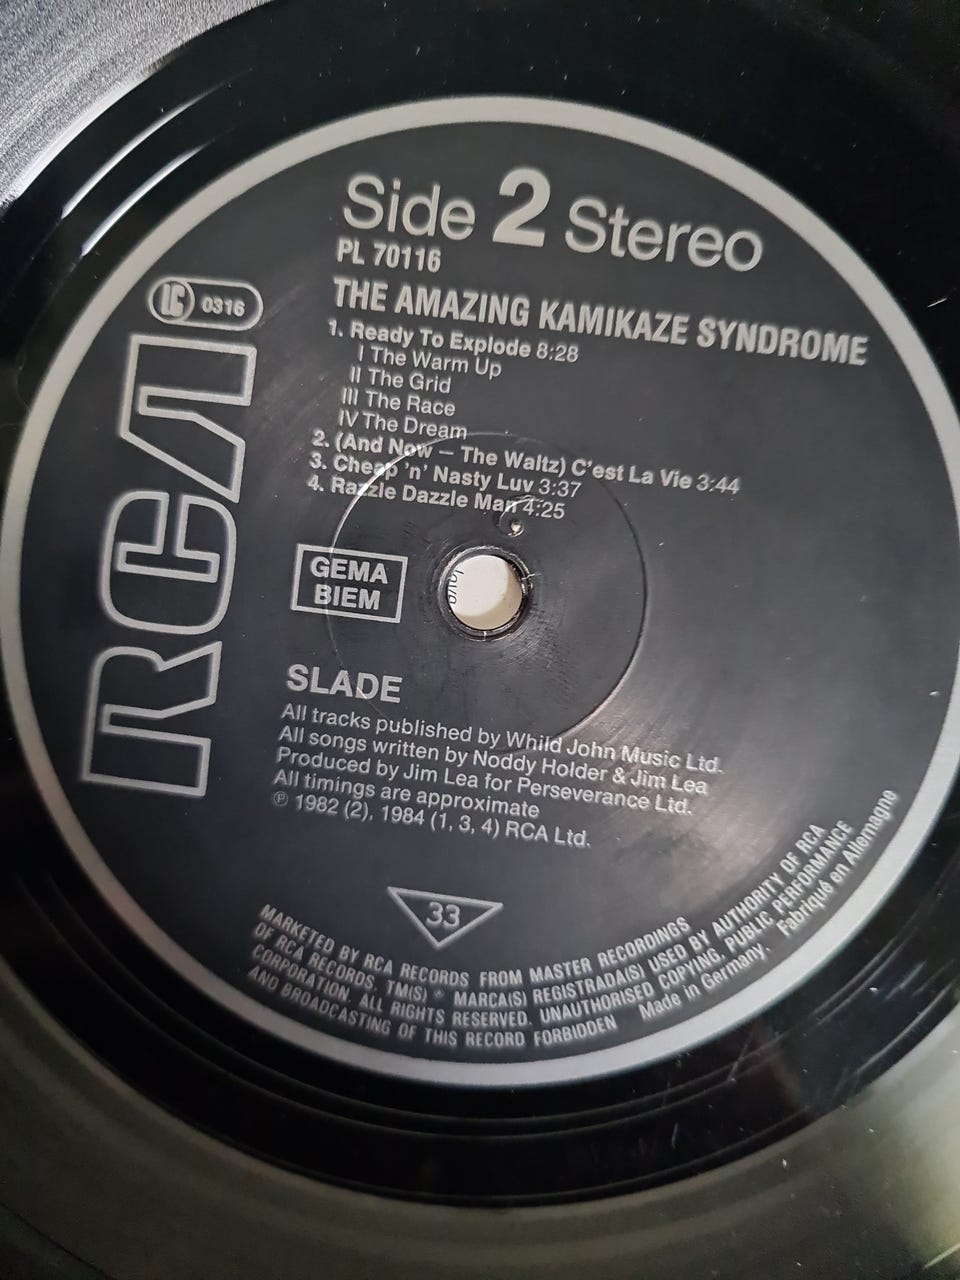 Side 2 Stereo
PL 70116
LC 0316
THE AMAZING KAMIKAZE SYNDROME
1. Ready To Explode 8:28
I The Warm Up
II The Grid
III The Race
IV The Dream
2. (And Now – The Waltz) C'est La Vie 3:44
3. Cheap 'n' Nasty Luv 3:37
4. Razzle Dazzle Man 4:25
RCA
GEMA
BIEM
SLADE
All tracks published by Whild John Music Ltd.
All songs written by Noddy Holder & Jim Lea
Produced by Jim Lea for Perseverance Ltd.
All timings are approximate
℗ 1982 (2), 1984 (1, 3, 4) RCA Ltd.
33
MARKETED BY RCA RECORDS FROM MASTER RECORDINGS
OF RCA RECORDS. TM(S) ® MARCA(S) REGISTRADA(S) USED BY AUTHORITY OF RCA
CORPORATION. ALL RIGHTS RESERVED. UNAUTHORISED COPYING, PUBLIC PERFORMANCE
AND BROADCASTING OF THIS RECORD FORBIDDEN Made in Germany. Fabriqué en Allemagne